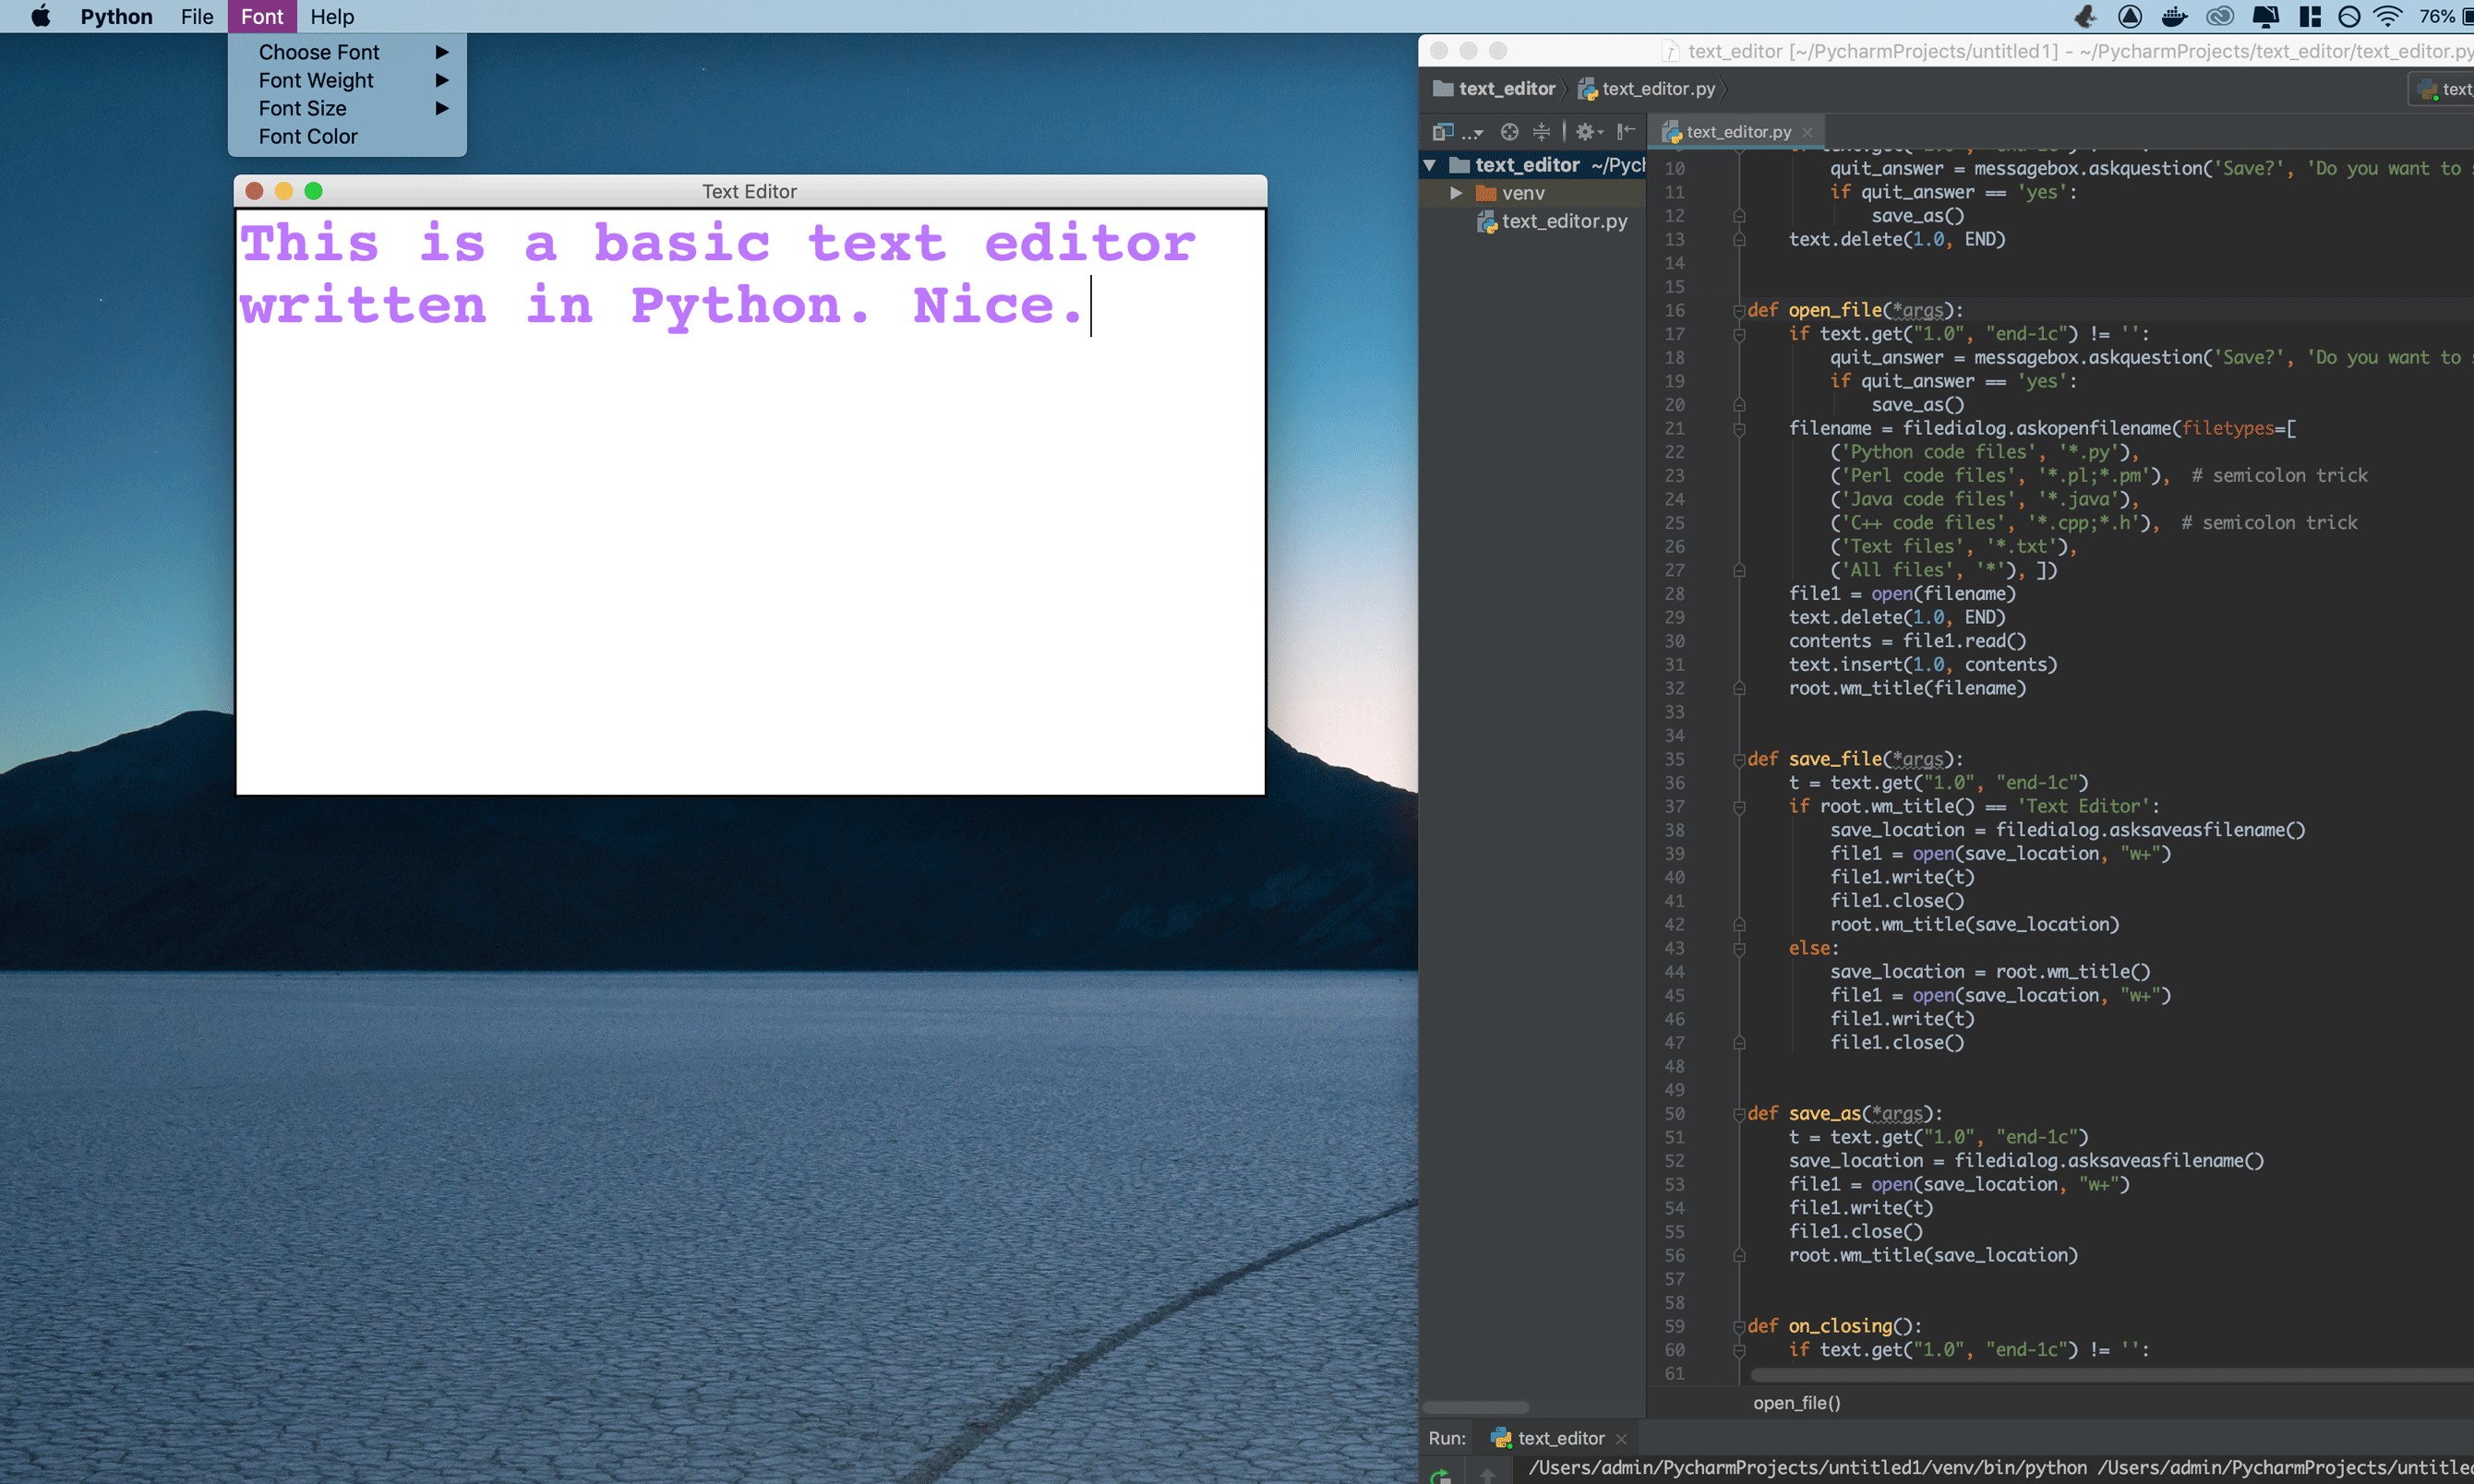 Python File Font Help
76%
Choose Font
Font Weight
Font Size
Font Color
Text Editor
This is a basic text editor
written in Python. Nice.
text_editor [~/PycharmProjects/untitled1] - ~/PycharmProjects/text_editor/text_editor.py
text_editor text_editor.py
...
text_editor.py
text_editor
venv
text_editor.py
10 quit_answer = messagebox.askquestion('Save?', 'Do you want to
11 if quit_answer == 'yes':
12 save_as()
13 text.delete(1.0, END)
14
15
16 def open_file(*args):
17 if text.get("1.0", "end-1c") != '':
18 quit_answer = messagebox.askquestion('Save?', 'Do you want to
19 if quit_answer == 'yes':
20 save_as()
21 filename = filedialog.askopenfilename(filetypes=[
22 ('Python code files', '*.py'),
23 ('Perl code files', '*.pl;*.pm'), # semicolon trick
24 ('Java code files', '*.java'),
25 ('C++ code files', '*.cpp;*.h'), # semicolon trick
26 ('Text files', '*.txt'),
27 ('All files', '*'), ])
28 file1 = open(filename)
29 text.delete(1.0, END)
30 contents = file1.read()
31 text.insert(1.0, contents)
32 root.wm_title(filename)
33
34
35 def save_file(*args):
36 t = text.get("1.0", "end-1c")
37 if root.wm_title() == 'Text Editor':
38 save_location = filedialog.asksaveasfilename()
39 file1 = open(save_location, "w+")
40 file1.write(t)
41 file1.close()
42 root.wm_title(save_location)
43 else:
44 save_location = root.wm_title()
45 file1 = open(save_location, "w+")
46 file1.write(t)
47 file1.close()
48
49
50 def save_as(*args):
51 t = text.get("1.0", "end-1c")
52 save_location = filedialog.asksaveasfilename()
53 file1 = open(save_location, "w+")
54 file1.write(t)
55 file1.close()
56 root.wm_title(save_location)
57
58
59 def on_closing():
60 if text.get("1.0", "end-1c") != '':
61
open_file()
Run: text_editor
/Users/admin/PycharmProjects/untitled1/venv/bin/python